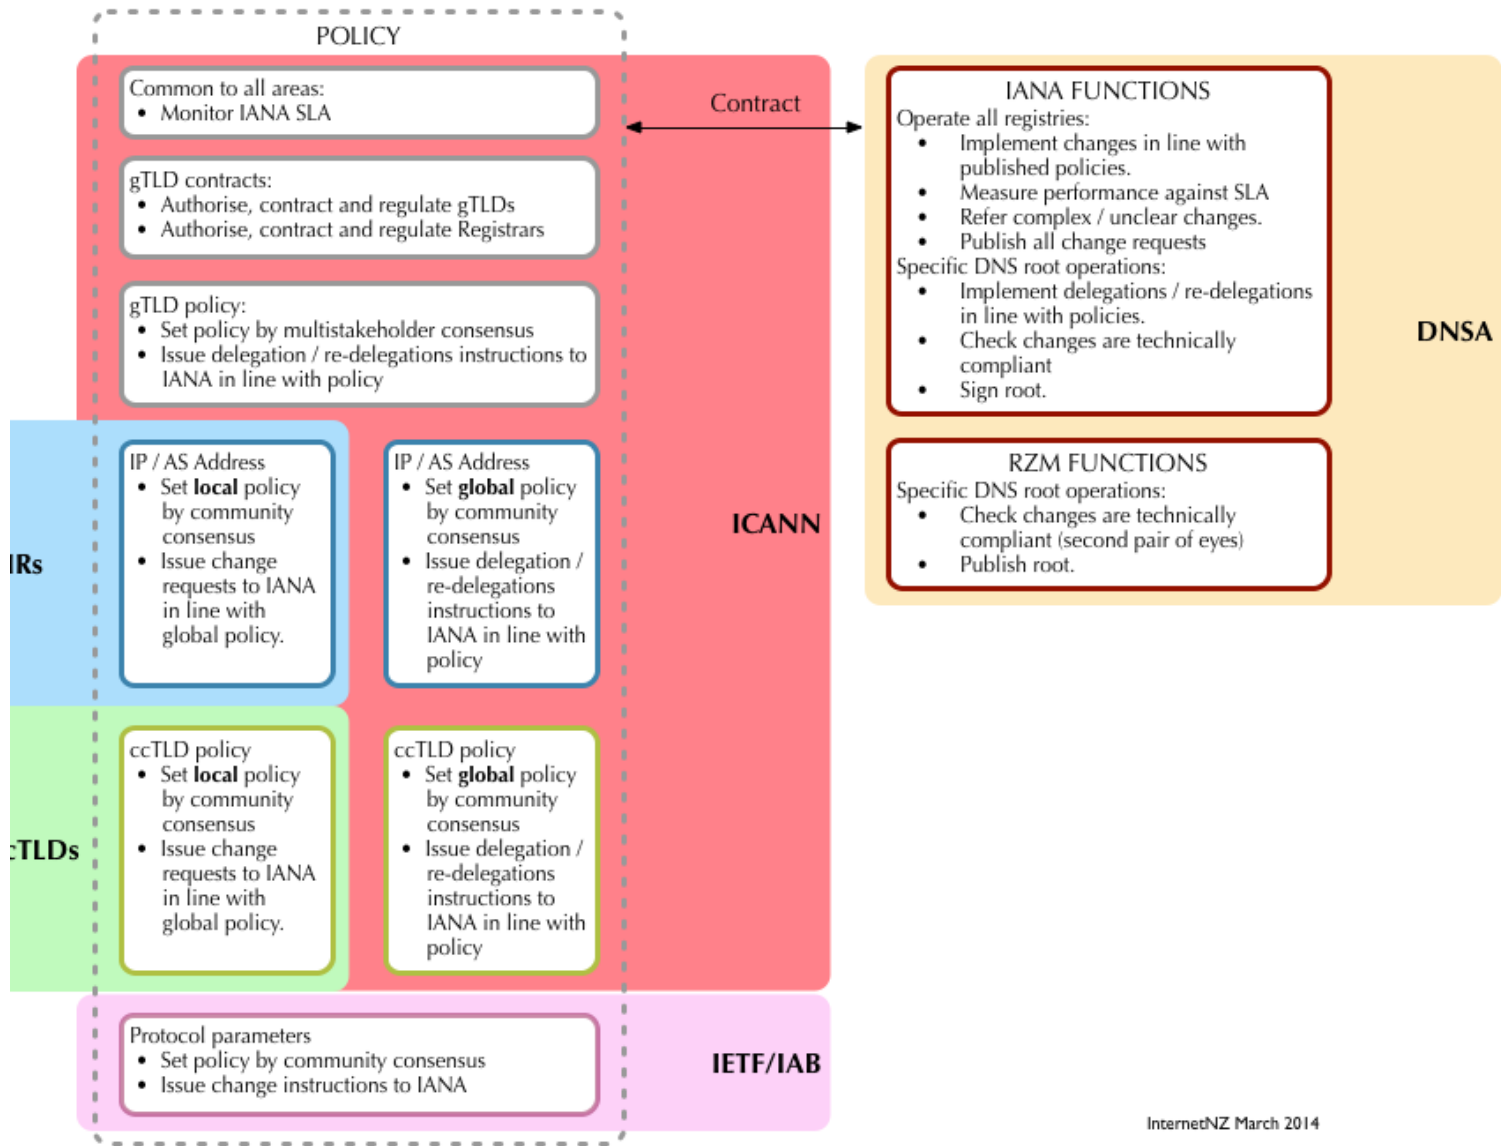 POLICY
Common to all areas:
• Monitor IANA SLA
gTLD contracts:
• Authorise, contract and regulate gTLDs
• Authorise, contract and regulate Registrars
gTLD policy:
• Set policy by multistakeholder consensus
• Issue delegation / re-delegations instructions to
IANA in line with policy
IP / AS Address
• Set local policy
by community
consensus
• Issue change
requests to IANA
in line with
global policy.
IP / AS Address
• Set global policy
by community
consensus
• Issue delegation /
re-delegations
instructions to
IANA in line with
policy
IRs
ICANN
ccTLD policy
• Set local policy
by community
consensus
• Issue change
requests to IANA
in line with
global policy.
ccTLD policy
• Set global policy
by community
consensus
• Issue delegation /
re-delegations
instructions to
IANA in line with
policy
cTLDs
Protocol parameters
• Set policy by community consensus
• Issue change instructions to IANA
IETF/IAB
Contract
IANA FUNCTIONS
Operate all registries:
• Implement changes in line with
published policies.
• Measure performance against SLA
• Refer complex / unclear changes.
• Publish all change requests
Specific DNS root operations:
• Implement delegations / re-delegations
in line with policies.
• Check changes are technically
compliant
• Sign root.
DNSA
RZM FUNCTIONS
Specific DNS root operations:
• Check changes are technically
compliant (second pair of eyes)
• Publish root.
InternetNZ March 2014